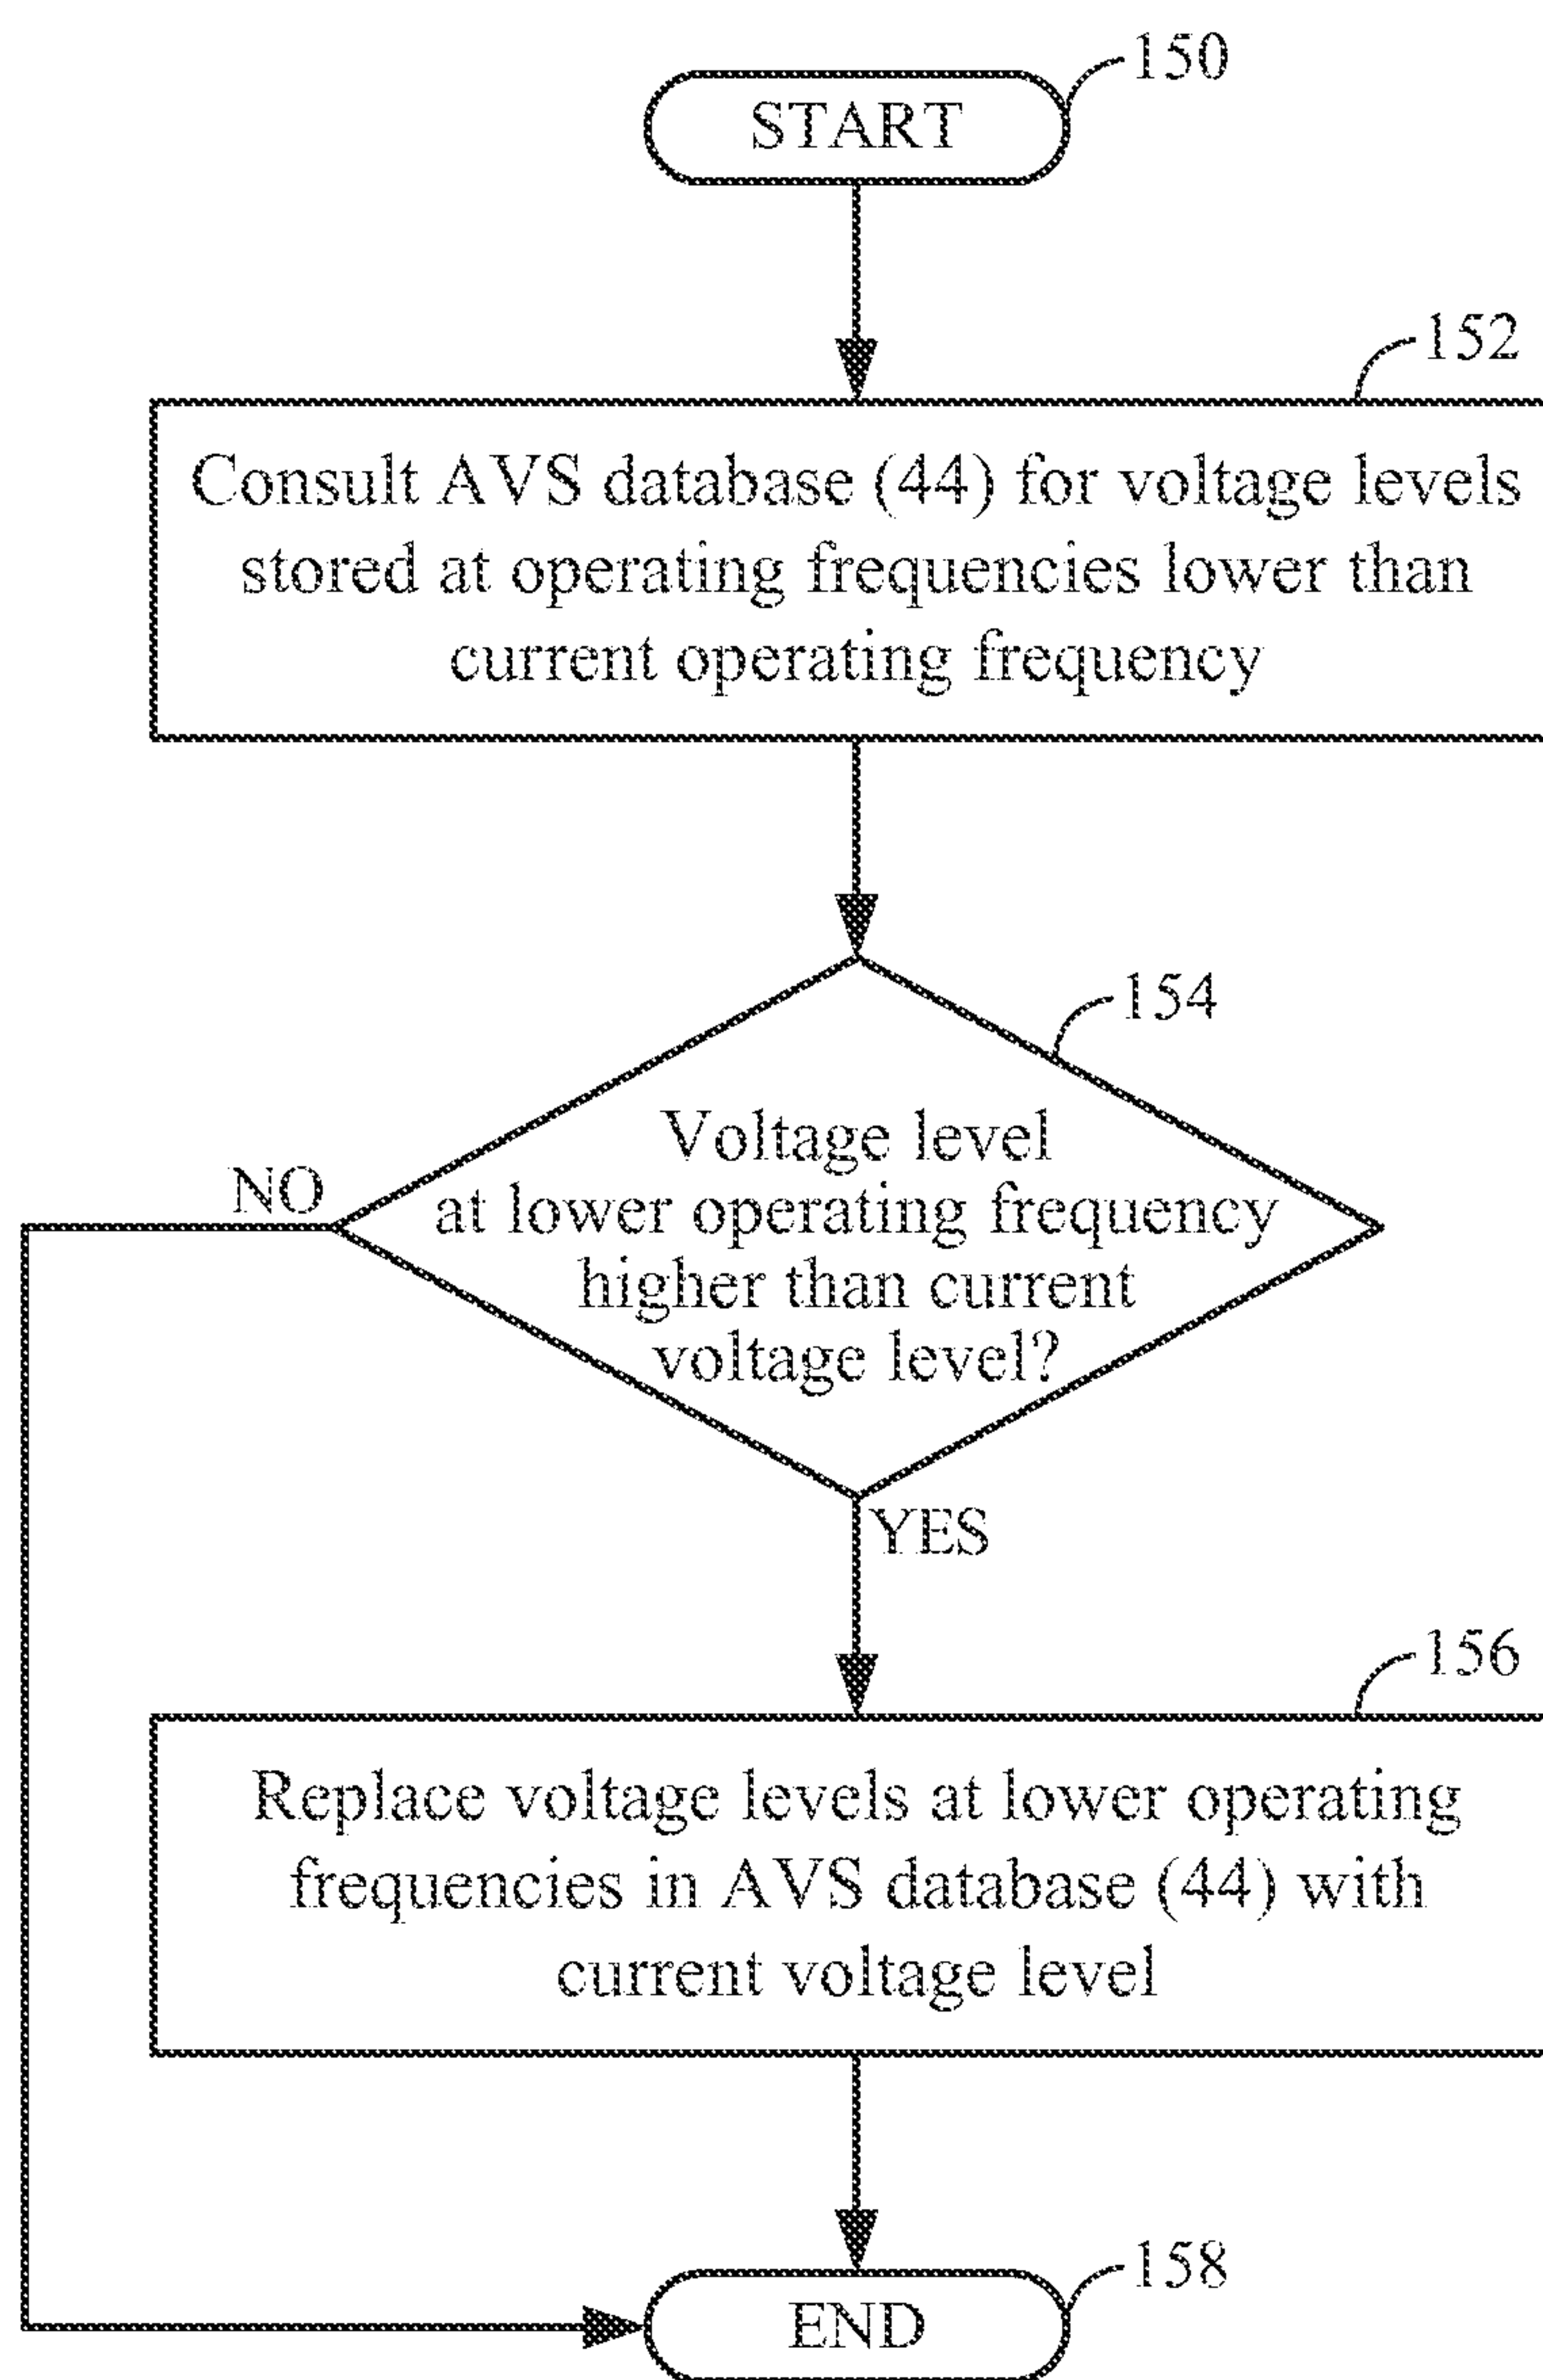 150
START
152
Consult AVS database (44) for voltage levels
stored at operating frequencies lower than
current operating frequency
154
Voltage level
NO
at lower operating frequency
higher than current
voltage level?
YES
156
Replace voltage levels at lower operating
frequencies in AVS database (44) with
current voltage level
158
END